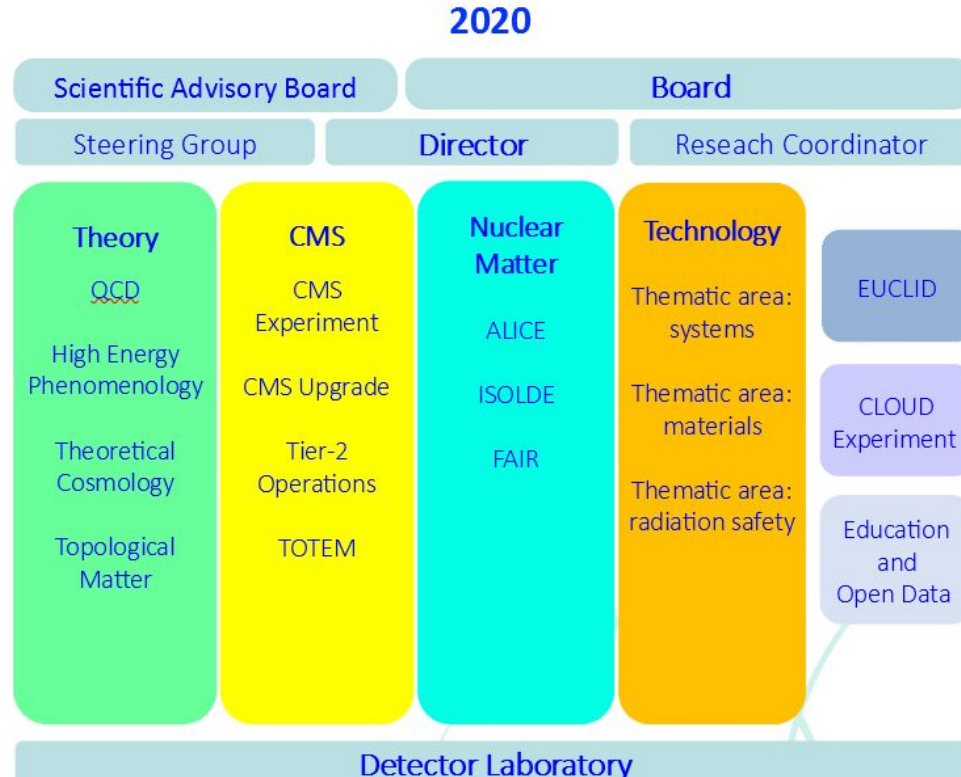 2020
Scientific Advisory Board
Board
Steering Group
Director
Reseach Coordinator
Theory
QCD
High Energy
Phenomenology
Theoretical
Cosmology
Topological
Matter
CMS
CMS
Experiment
CMS Upgrade
Tier-2
Operations
TOTEM
Nuclear
Matter
ALICE
ISOLDE
FAIR
Technology
Thematic area:
systems
Thematic area:
materials
Thematic area:
radiation safety
EUCLID
CLOUD
Experiment
Education
and
Open Data
Detector Laboratory